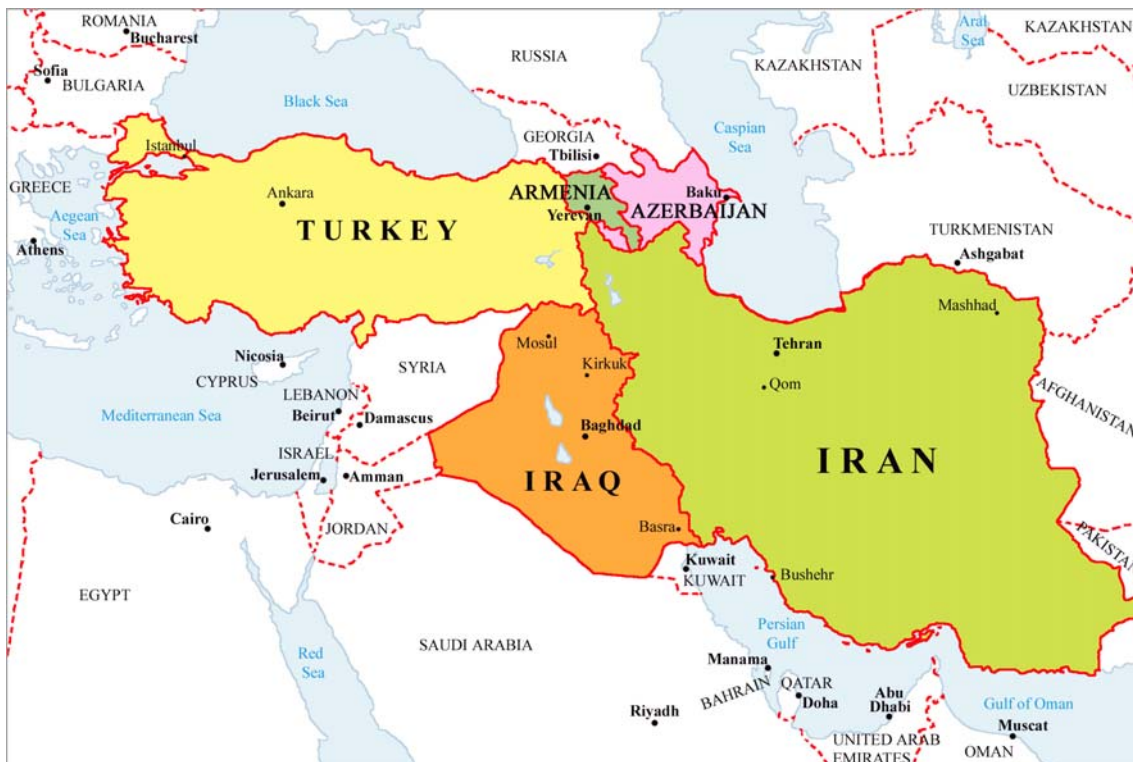 ROMANIA
Bucharest
Sofia
BULGARIA
Black Sea
RUSSIA
KAZAKHSTAN
Aral
Sea
KAZAKHSTAN
UZBEKISTAN
Caspian
Sea
GEORGIA
Tbilisi
Istanbul
GREECE
Aegean
Sea
Athens
Ankara
TURKEY
ARMENIA
Yerevan
Baku
AZERBAIJAN
TURKMENISTAN
Ashgabat
Mashhad
Nicosia
CYPRUS
SYRIA
Mosul
Kirkuk
Tehran
Qom
AFGHANISTAN
Mediterranean Sea
LEBANON
Beirut
Damascus
Baghdad
ISRAEL
Jerusalem
Amman
IRAQ
IRAN
Cairo
JORDAN
Basra
PAKISTAN
Kuwait
KUWAIT
Bushehr
EGYPT
Red
Sea
SAUDI ARABIA
Persian
Gulf
Manama
BAHRAIN
QATAR
Doha
Abu
Dhabi
Gulf of Oman
Muscat
Riyadh
UNITED ARAB
EMIRATES
OMAN